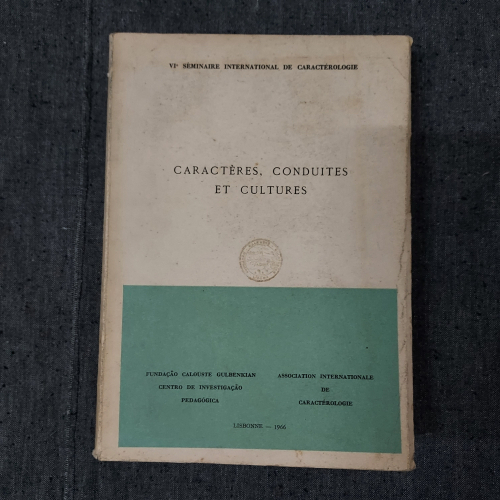 VIᵉ SÉMINAIRE INTERNATIONAL DE CARACTÉROLOGIE
CARACTÈRES, CONDUITES
ET CULTURES
FUNDAÇÃO CALOUSTE GULBENKIAN
CENTRO DE INVESTIGAÇÃO
PEDAGÓGICA
ASSOCIATION INTERNATIONALE
DE
CARACTÉROLOGIE
LISBONNE — 1966